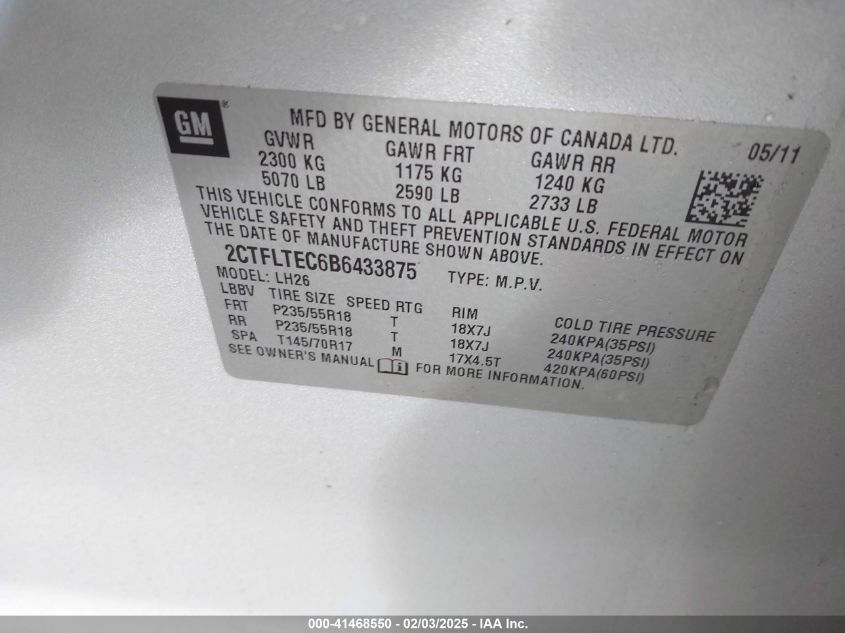 GM®
MFD BY GENERAL MOTORS OF CANADA LTD. 05/11
GVWR GAWR FRT GAWR RR
2300 KG 1175 KG 1240 KG
5070 LB 2590 LB 2733 LB
THIS VEHICLE CONFORMS TO ALL APPLICABLE U.S. FEDERAL MOTOR
VEHICLE SAFETY AND THEFT PREVENTION STANDARDS IN EFFECT ON
THE DATE OF MANUFACTURE SHOWN ABOVE.
2CTFLTEC6B6433875 TYPE: M.P.V.
MODEL: LH26
LBBV TIRE SIZE SPEED RTG RIM COLD TIRE PRESSURE
FRT P235/55R18 T 18X7J 240KPA(35PSI)
RR P235/55R18 T 18X7J 240KPA(35PSI)
SPA T145/70R17 M 17X4.5T 420KPA(60PSI)
SEE OWNER'S MANUAL i FOR MORE INFORMATION.
000-41468550 - 02/03/2025 - IAA Inc.